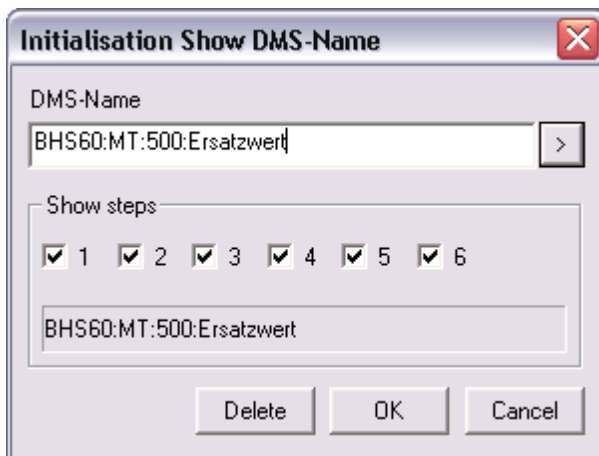 Initialisation Show DMS-Name
DMS-Name
BHS60:MT:500:Ersatzwert
>
Show steps
1 2 3 4 5 6
BHS60:MT:500:Ersatzwert
Delete OK Cancel